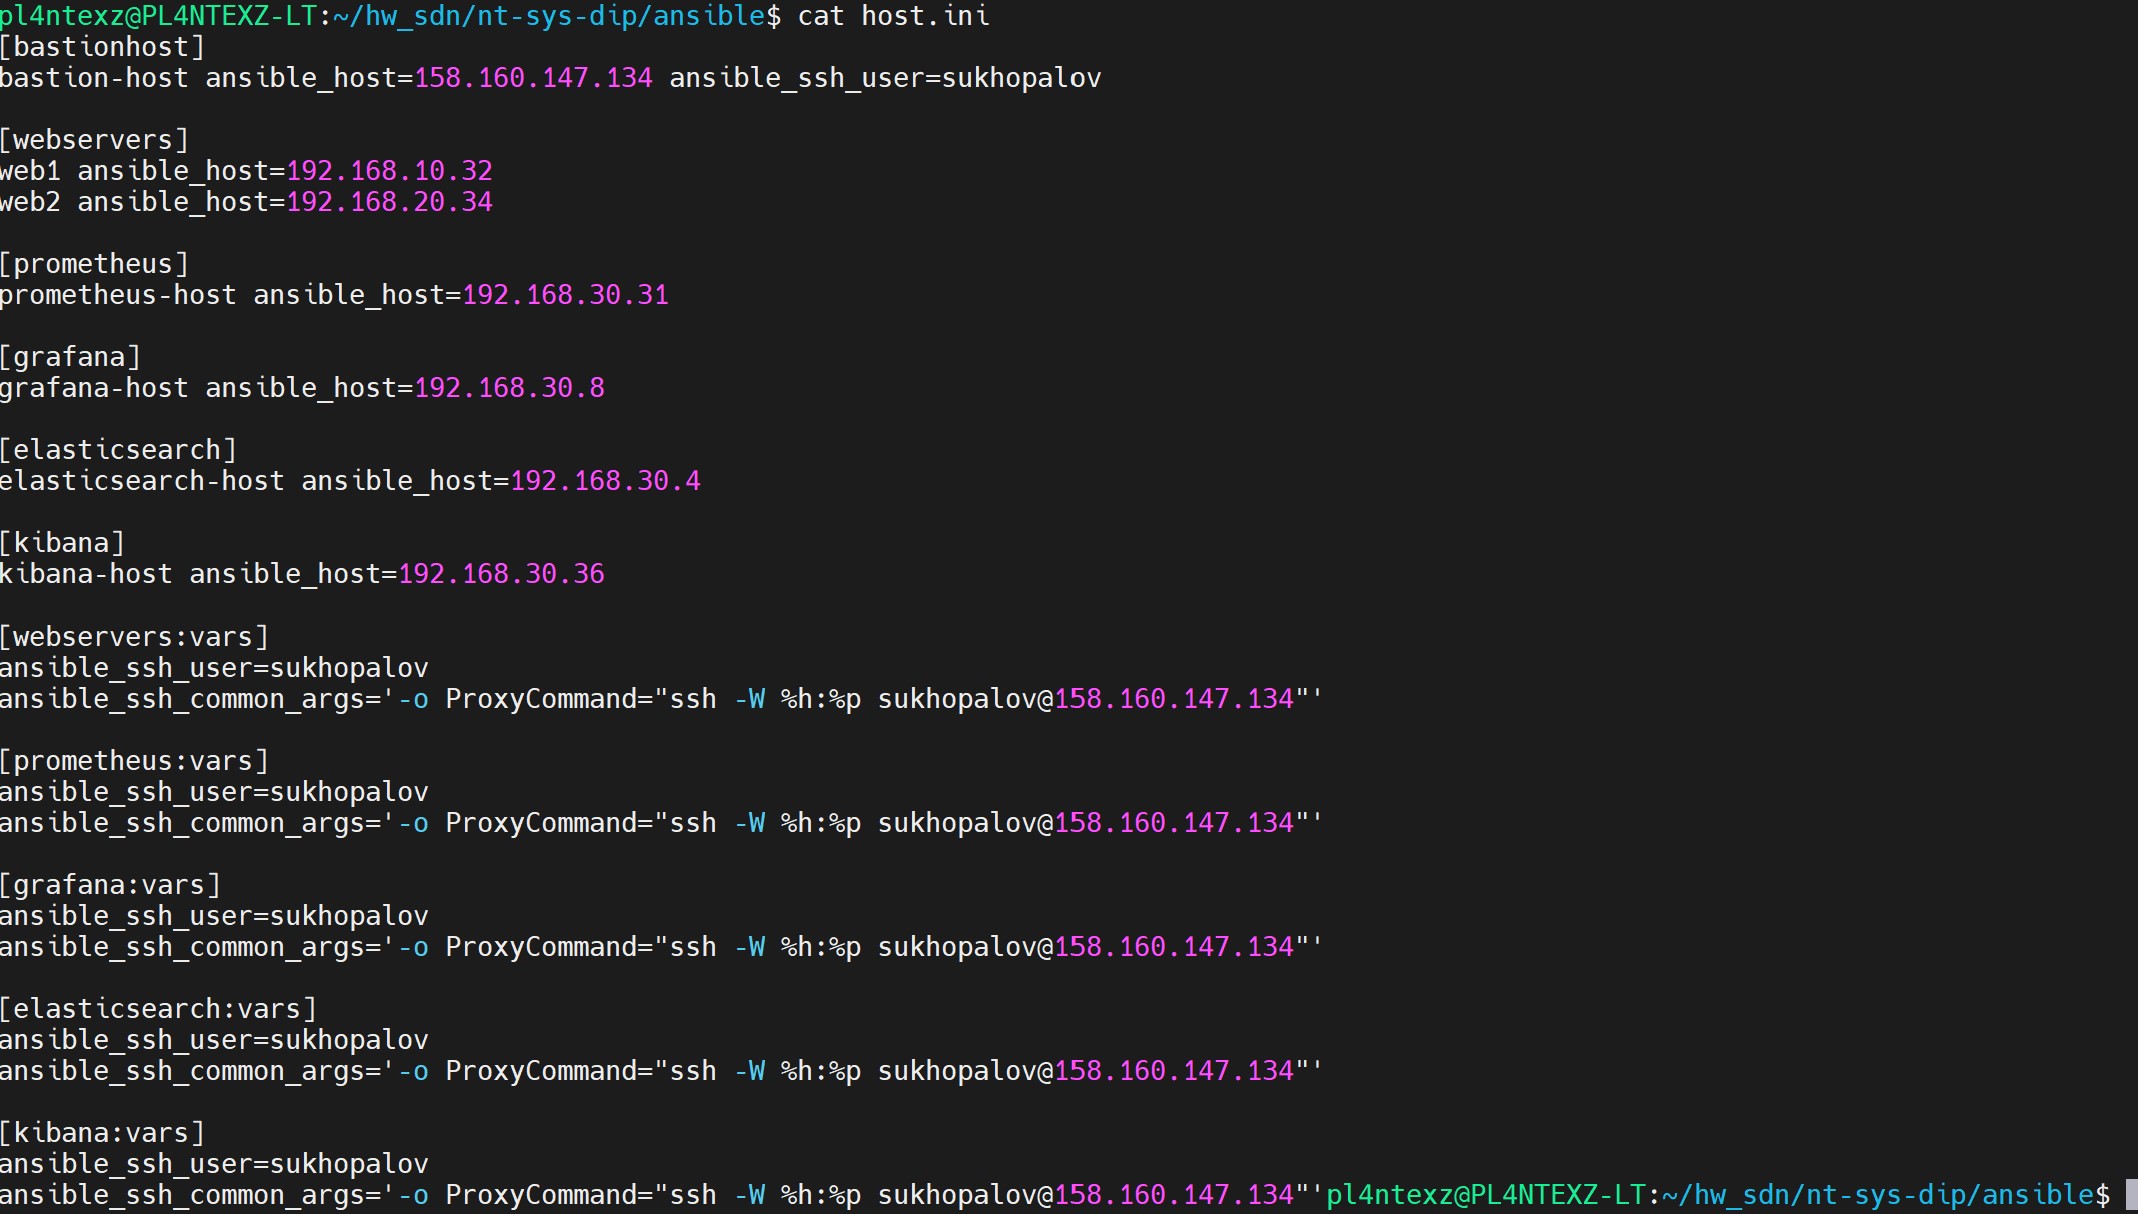 pl4ntexz@PL4NTEXZ-LT:~/hw_sdn/nt-sys-dip/ansible$ cat host.ini
[bastionhost]
bastion-host ansible_host=158.160.147.134 ansible_ssh_user=sukhopalov
[webservers]
web1 ansible_host=192.168.10.32
web2 ansible_host=192.168.20.34
[prometheus]
prometheus-host ansible_host=192.168.30.31
[grafana]
grafana-host ansible_host=192.168.30.8
[elasticsearch]
elasticsearch-host ansible_host=192.168.30.4
[kibana]
kibana-host ansible_host=192.168.30.36
[webservers:vars]
ansible_ssh_user=sukhopalov
ansible_ssh_common_args='-o ProxyCommand="ssh -W %h:%p sukhopalov@158.160.147.134"'
[prometheus:vars]
ansible_ssh_user=sukhopalov
ansible_ssh_common_args='-o ProxyCommand="ssh -W %h:%p sukhopalov@158.160.147.134"'
[grafana:vars]
ansible_ssh_user=sukhopalov
ansible_ssh_common_args='-o ProxyCommand="ssh -W %h:%p sukhopalov@158.160.147.134"'
[elasticsearch:vars]
ansible_ssh_user=sukhopalov
ansible_ssh_common_args='-o ProxyCommand="ssh -W %h:%p sukhopalov@158.160.147.134"'
[kibana:vars]
ansible_ssh_user=sukhopalov
ansible_ssh_common_args='-o ProxyCommand="ssh -W %h:%p sukhopalov@158.160.147.134"'pl4ntexz@PL4NTEXZ-LT:~/hw_sdn/nt-sys-dip/ansible$